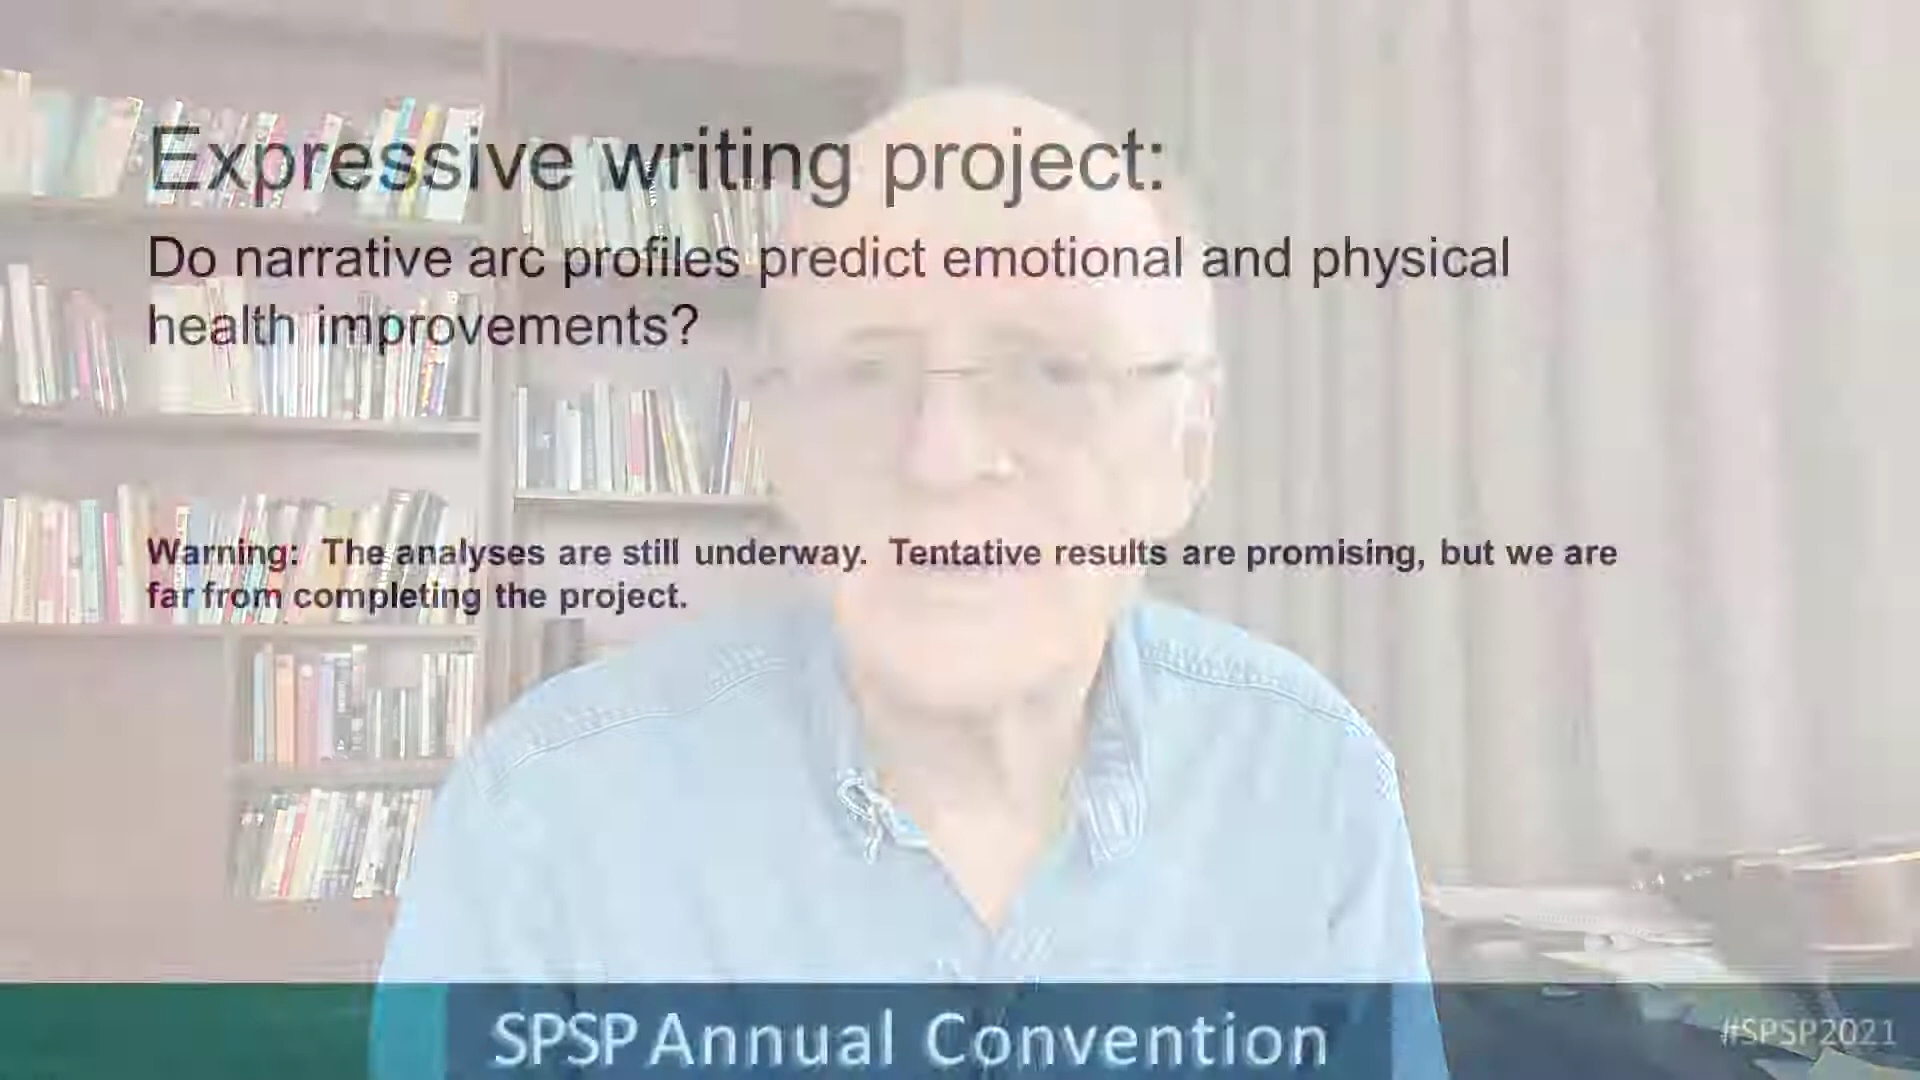 Expressive writing project:
Do narrative arc profiles predict emotional and physical
health improvements?
Warning: The analyses are still underway. Tentative results are promising, but we are
far from completing the project.
SPSP Annual Convention
#SPSP2021